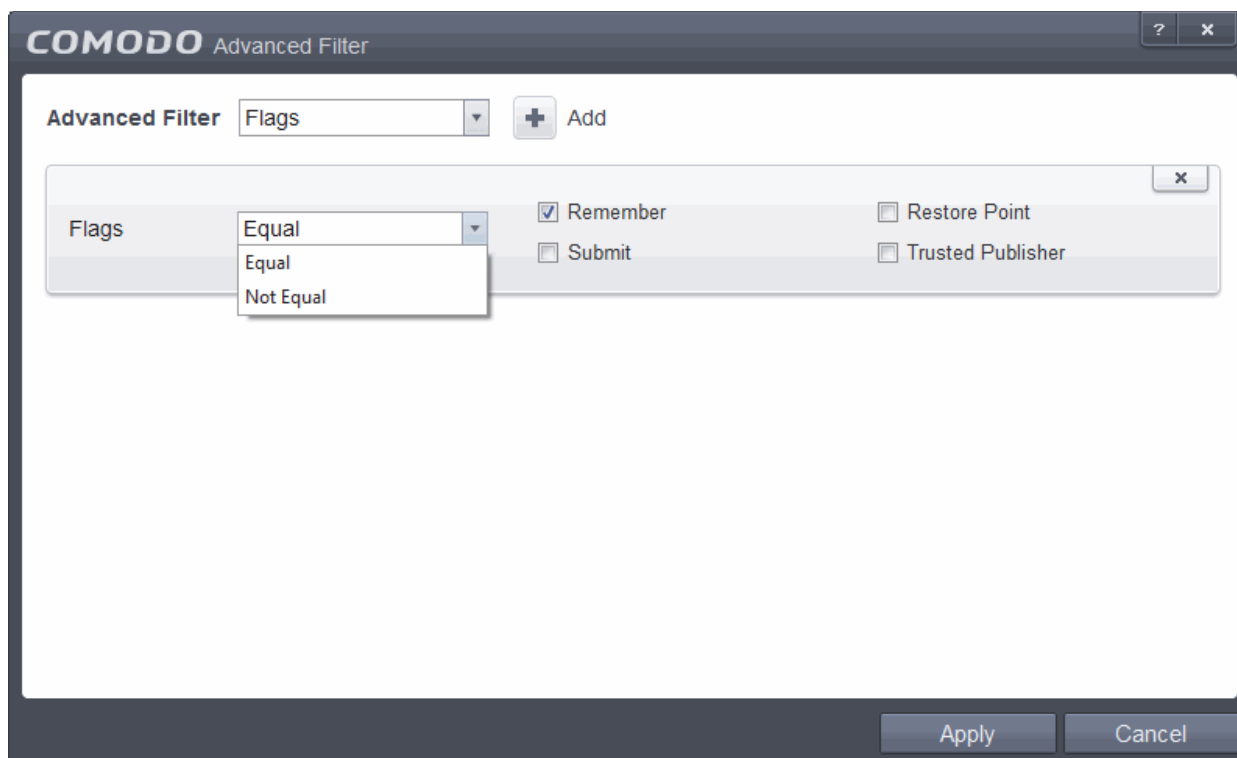 COMODO Advanced Filter ? x
Advanced Filter Flags + Add
x
Flags Equal Remember Restore Point
Equal Submit Trusted Publisher
Not Equal
Apply Cancel